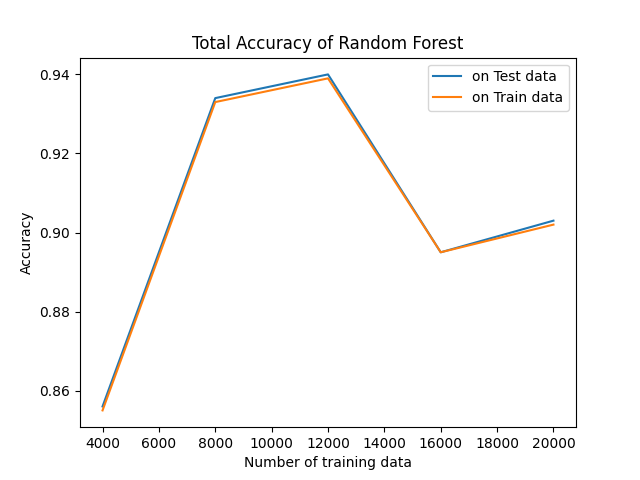 Total Accuracy of Random Forest
on Test data
on Train data
0.94
0.92
0.90
0.88
0.86
Accuracy
4000 6000 8000 10000 12000 14000 16000 18000 20000
Number of training data